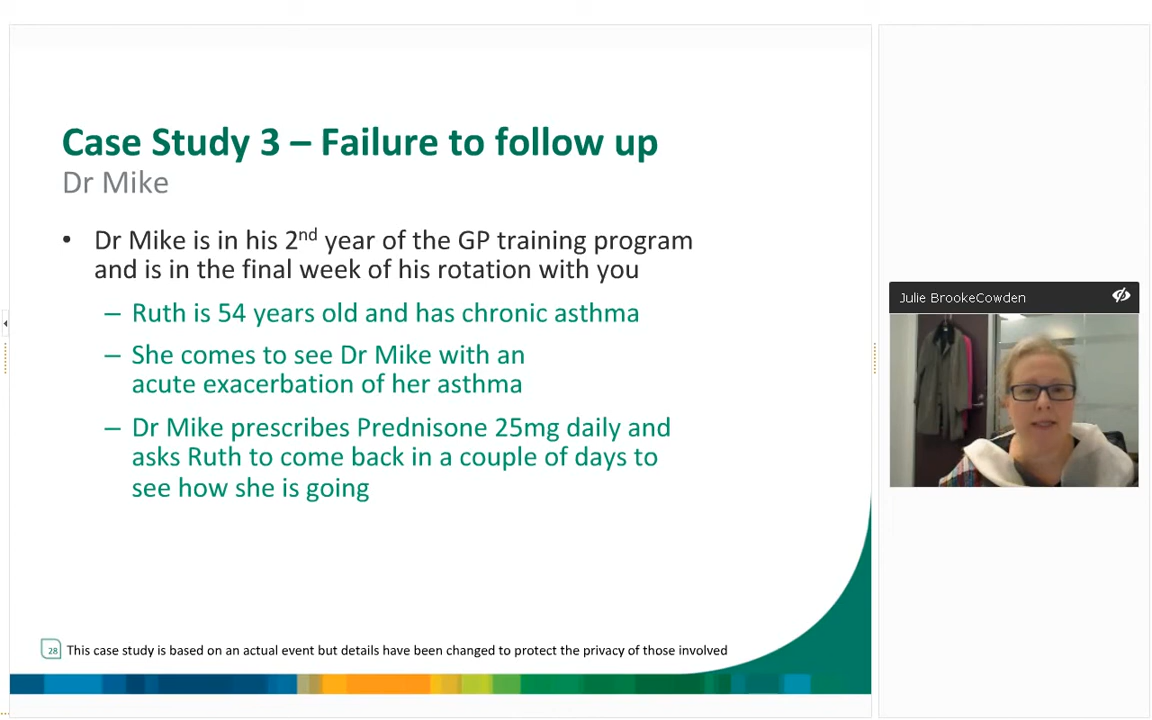 Case Study 3 – Failure to follow up
Dr Mike
• Dr Mike is in his 2nd year of the GP training program
and is in the final week of his rotation with you
– Ruth is 54 years old and has chronic asthma
– She comes to see Dr Mike with an
acute exacerbation of her asthma
– Dr Mike prescribes Prednisone 25mg daily and
asks Ruth to come back in a couple of days to
see how she is going
28 This case study is based on an actual event but details have been changed to protect the privacy of those involved
Julie BrookeCowden